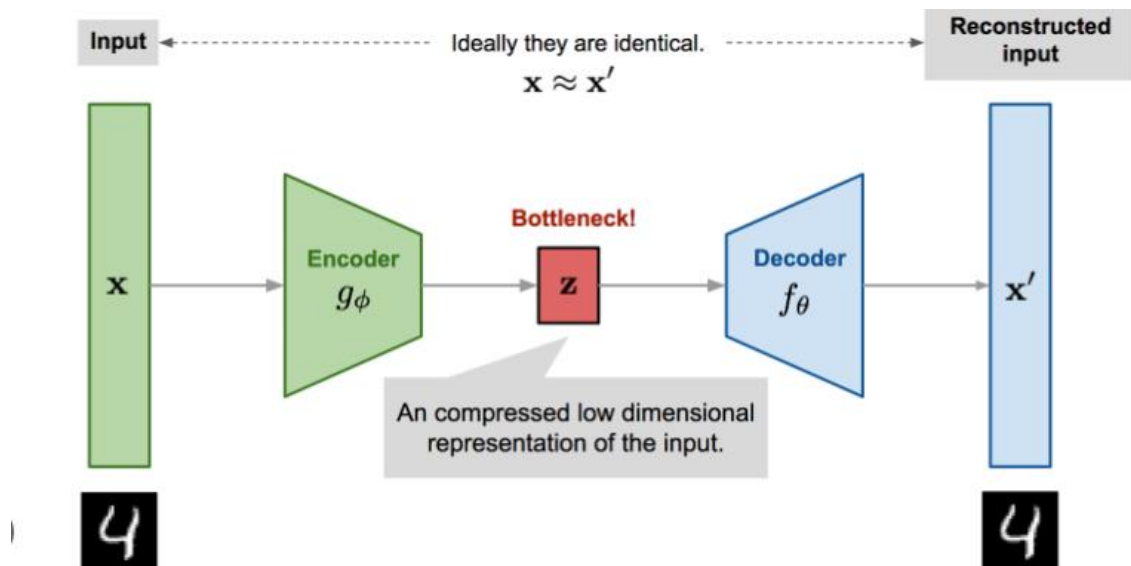 Input
Ideally they are identical.
x ≈ x′
Reconstructed
input
Bottleneck!
x
Encoder
gϕ
z
Decoder
fθ
x′
An compressed low dimensional
representation of the input.
4
4
)